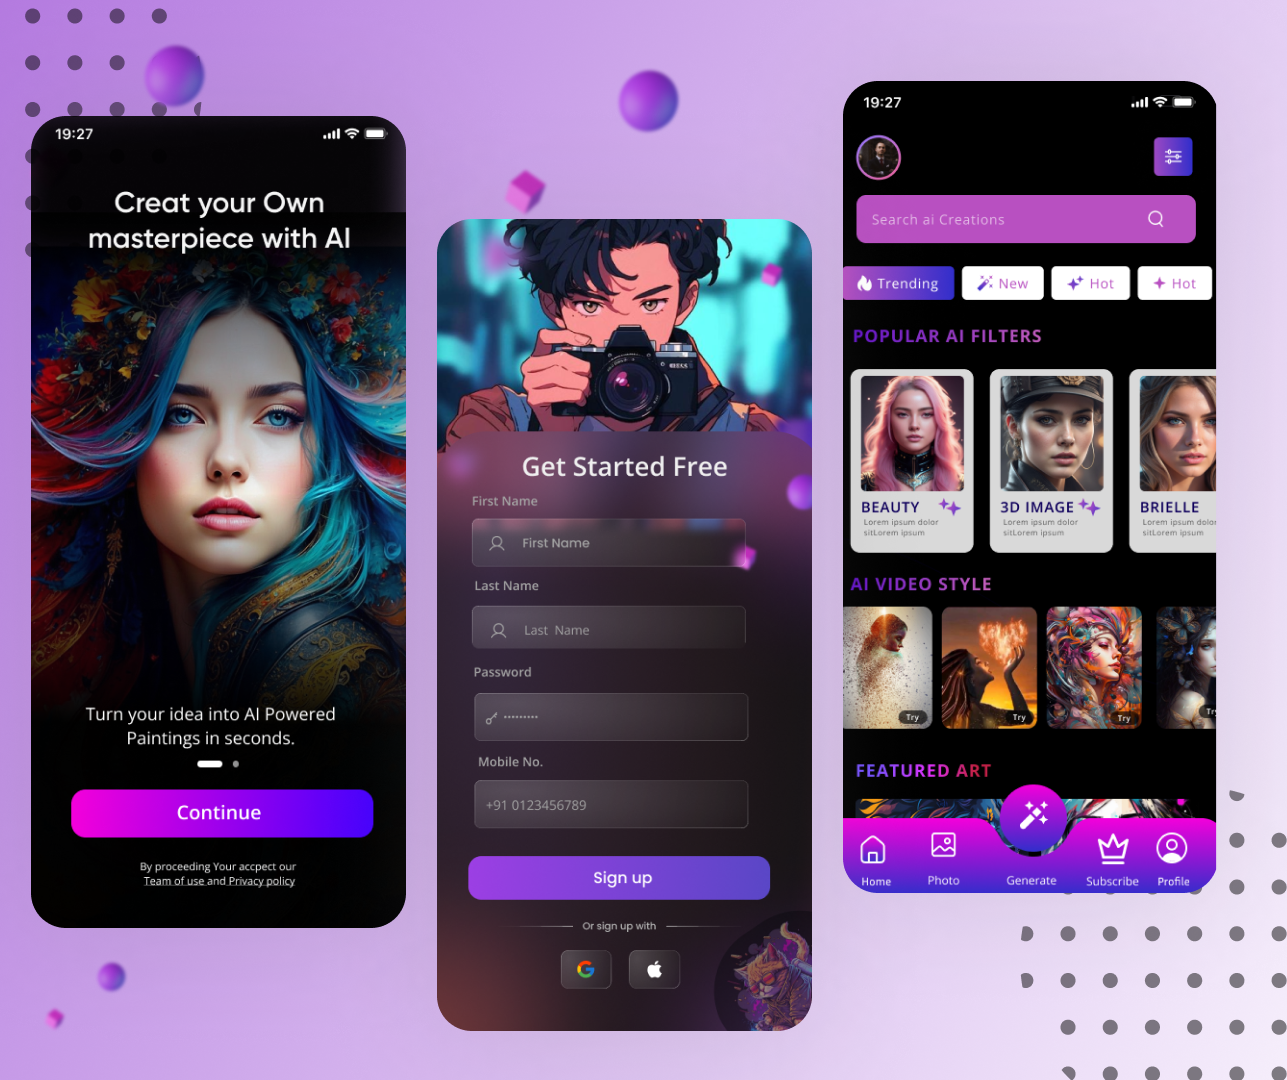 19:27
Creat your Own
masterpiece with AI
Turn your idea into AI Powered
Paintings in seconds.
Continue
By proceeding Your accpect our
Team of use and Privacy policy
Get Started Free
First Name
First Name
Last Name
Last Name
Password
Mobile No.
+91 0123456789
Sign up
Or sign up with
19:27
Search ai Creations
Trending
New
Hot
Hot
POPULAR AI FILTERS
BEAUTY
Lorem ipsum dolor
sitLorem ipsum
3D IMAGE
Lorem ipsum dolor
sitLorem ipsum
BRIELLE
Lorem ipsum dolor
sitLorem ipsum
AI VIDEO STYLE
Try
Try
Try
Try
FEATURED ART
Home
Photo
Generate
Subscribe
Profile